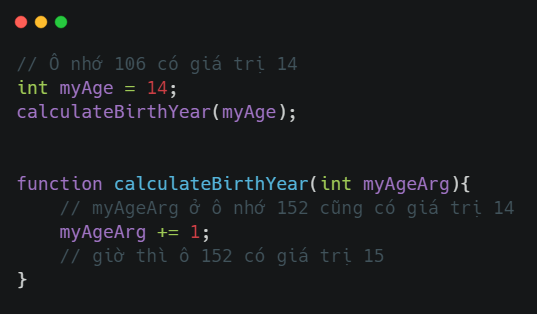 // Ô nhớ 106 có giá trị 14
int myAge = 14;
calculateBirthYear(myAge);
function calculateBirthYear(int myAgeArg){
// myAgeArg ở ô nhớ 152 cũng có giá trị 14
myAgeArg += 1;
// giờ thì ô 152 có giá trị 15
}